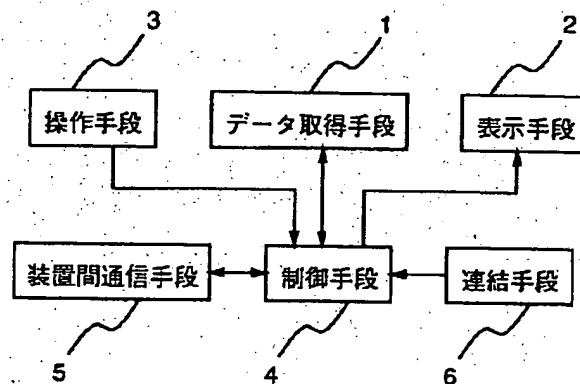 3
1
2
操作手段
データ取得手段
表示手段
装置間通信手段
制御手段
連結手段
5
4
6